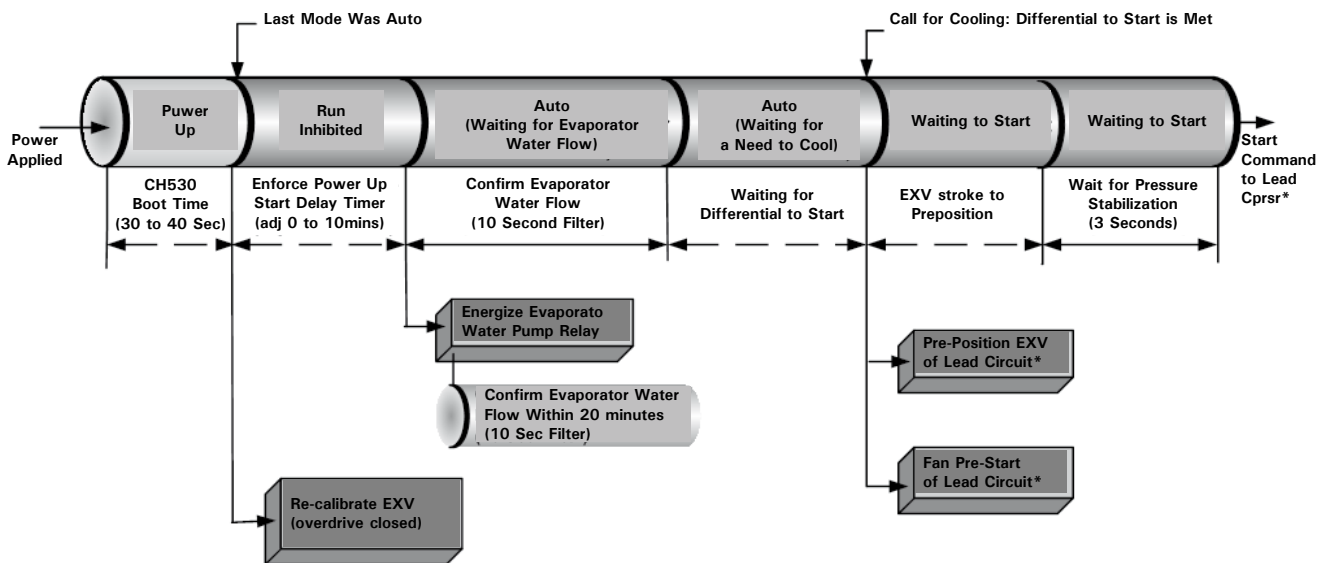 Last Mode Was Auto
Call for Cooling: Differential to Start is Met
Power
Applied
Puwer
Up
Run
Inhibited
Auto
(Waiting for Evaporator
Water Flow)
Auto
(Waiting for
a Need to Cool)
Waiting to Start
Waiting to Start
Start
Command
to Lead
Cprsr*
CH530
Boot Time
(30 to 40 Sec)
Enforce Power Up
Start Delay Timer
(adj 0 to 10mins)
Confirm Evaporator
Water Flow
(10 Second Filter)
Waiting for
Differential to Start
EXV stroke to
Preposition
Wait for Pressure
Stabilization
(3 Seconds)
Energize Evaporato
Water Pump Relay
Confirm Evaporator Water
Flow Within 20 minutes
(10 Sec Filter)
Pre-Position EXV
of Lead Circuit*
Fan Pre-Start
of Lead Circuit*
Re-calibrate EXV
(overdrive closed)